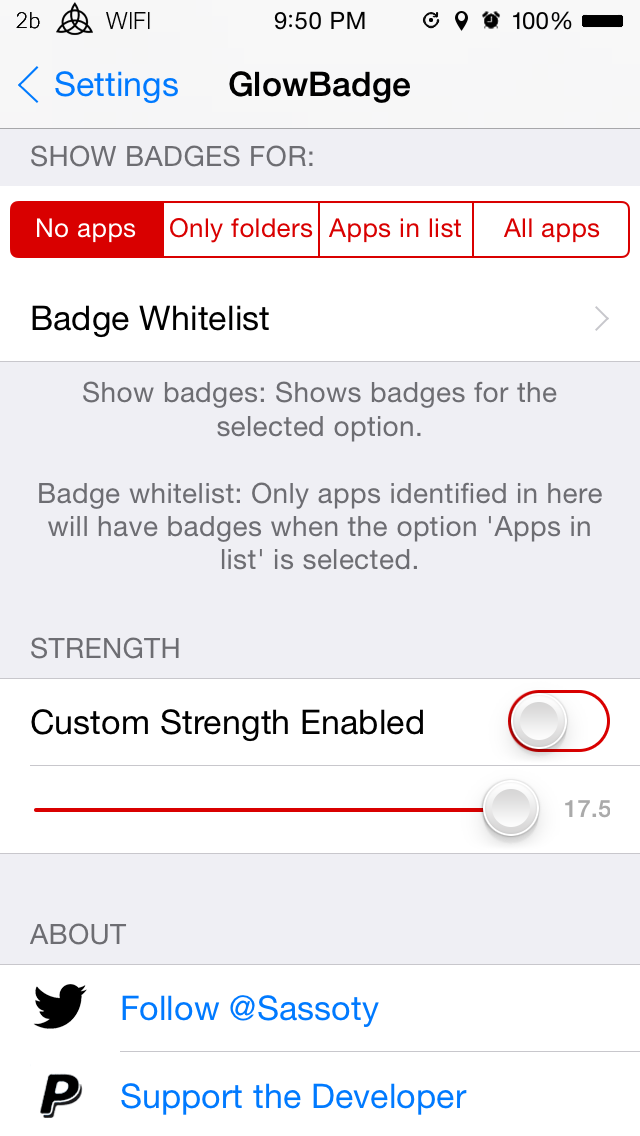 2b WIFI 9:50 PM 100%
Settings GlowBadge
SHOW BADGES FOR:
No apps Only folders Apps in list All apps
Badge Whitelist
Show badges: Shows badges for the
selected option.
Badge whitelist: Only apps identified in here
will have badges when the option 'Apps in
list' is selected.
STRENGTH
Custom Strength Enabled
17.5
ABOUT
Follow @Sassoty
Support the Developer